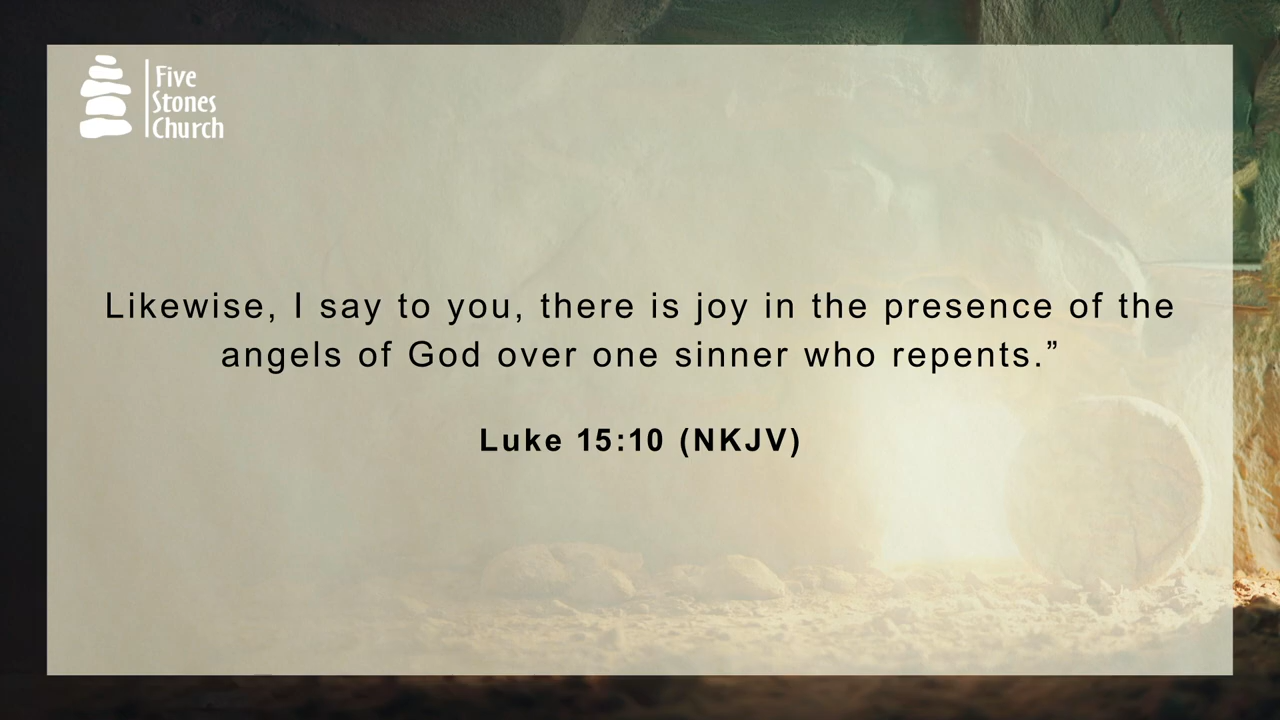 Five
Stones
Church
Likewise, I say to you, there is joy in the presence of the
angels of God over one sinner who repents.”
Luke 15:10 (NKJV)